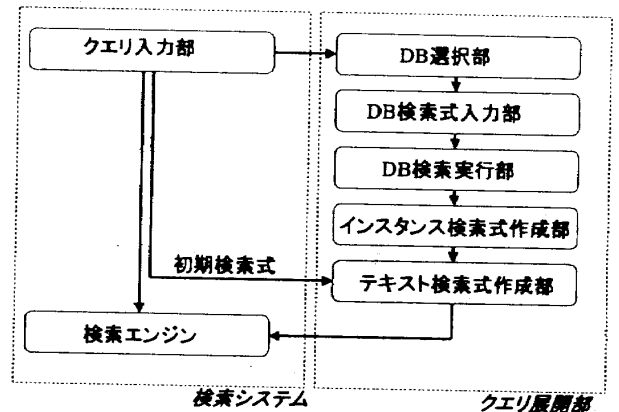 クエリ入力部
DB選択部
DB検索式入力部
DB検索実行部
インスタンス検索式作成部
初期検索式
テキスト検索式作成部
検索エンジン
検索システム
クエリ展開部